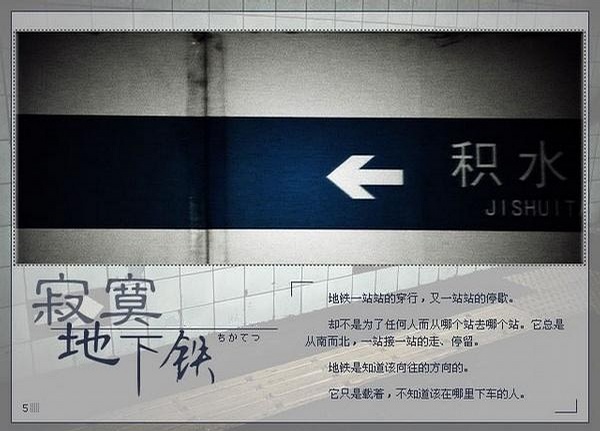 积水
JISHUIT
寂寞
地下铁
ちかてつ
地铁一站站的穿行，又一站站的停歇。
却不是为了任何人而从哪个站去哪个站。它总是
从南而北，一站接一站的走、停留。
地铁是知道该向往的方向的。
它只是载著，不知道该在哪里下车的人。
5